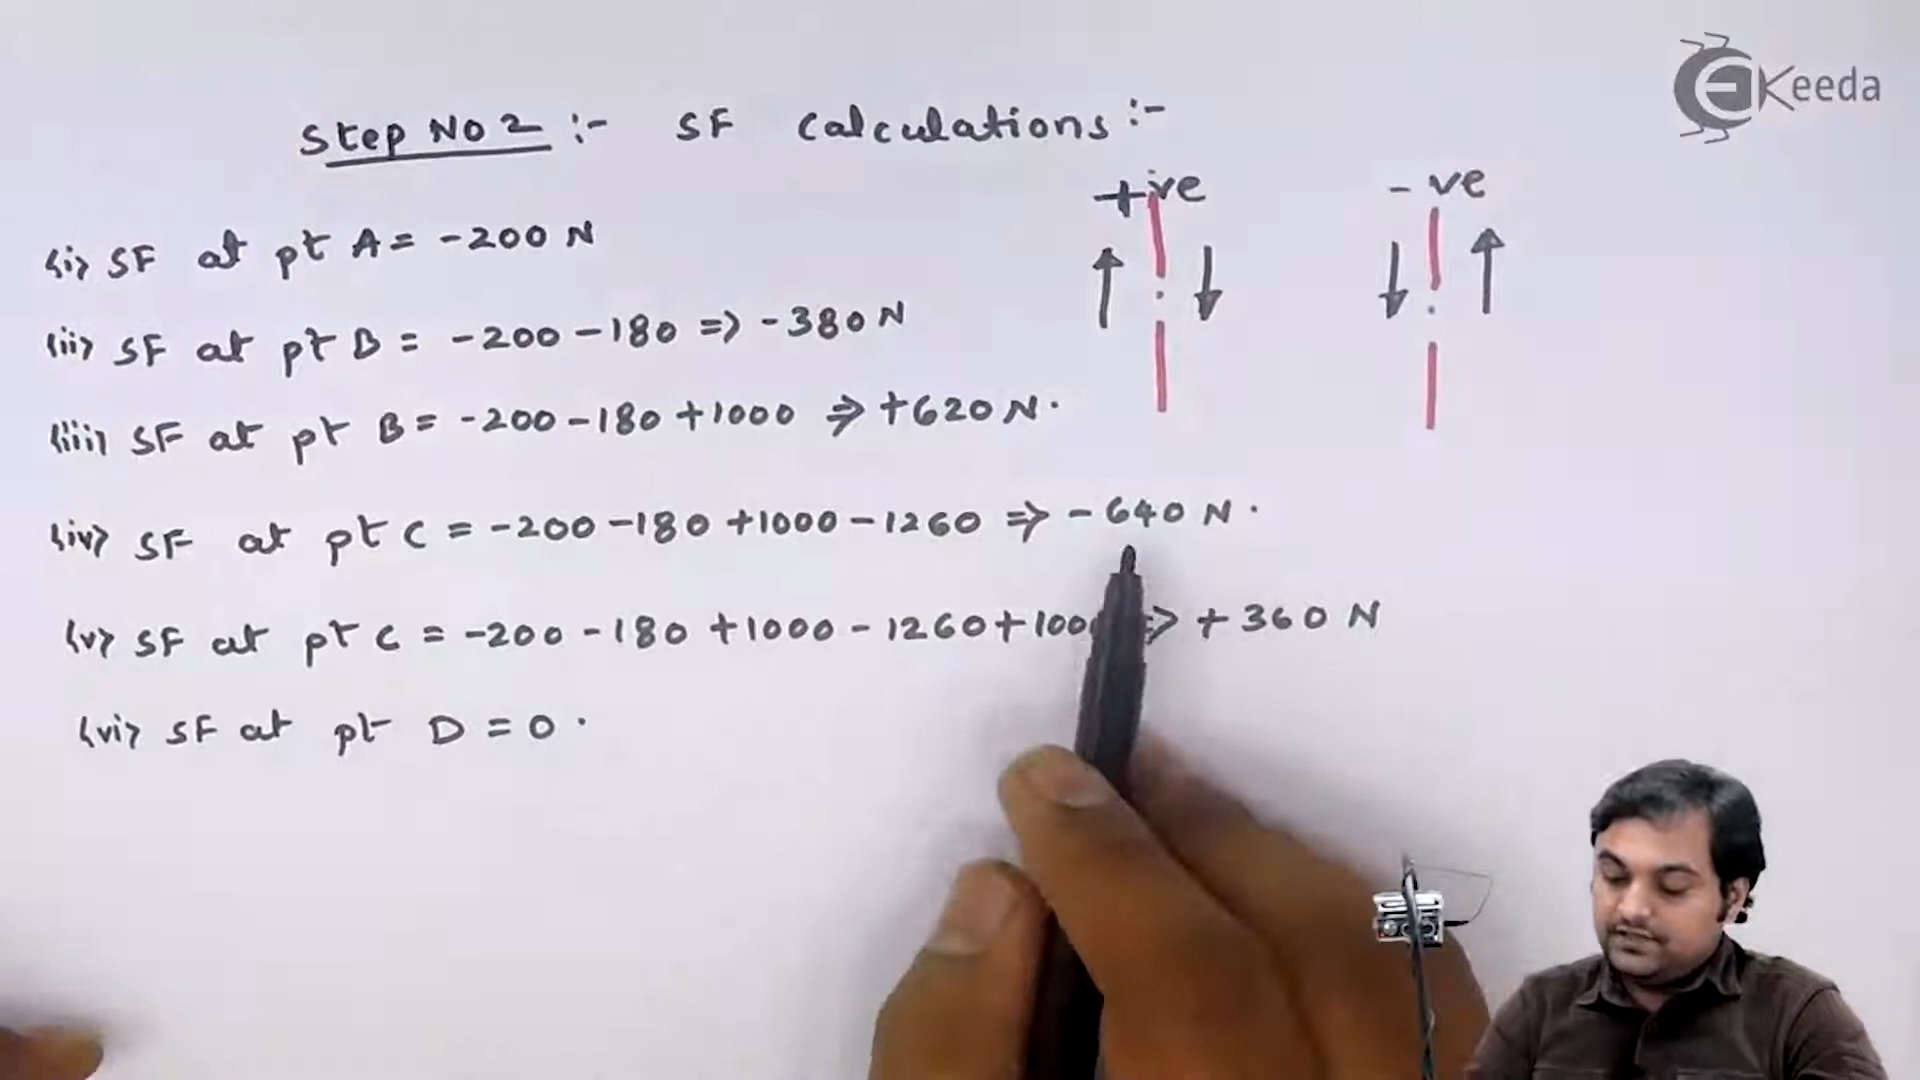 EKeeda
Step NO 2 :- SF calculations :-
+ive - ve
(i) SF at pt A = -200 N
(ii) SF at pt B = -200 -180 => -380 N
(iii) SF at pt B = -200 -180 +1000 => +620 N.
(iv) SF at pt C = -200 -180 +1000 -1260 => -640 N.
(v) SF at pt C = -200 -180 +1000 -1260 +100 => +360 N
(vi) SF at pt D = 0.